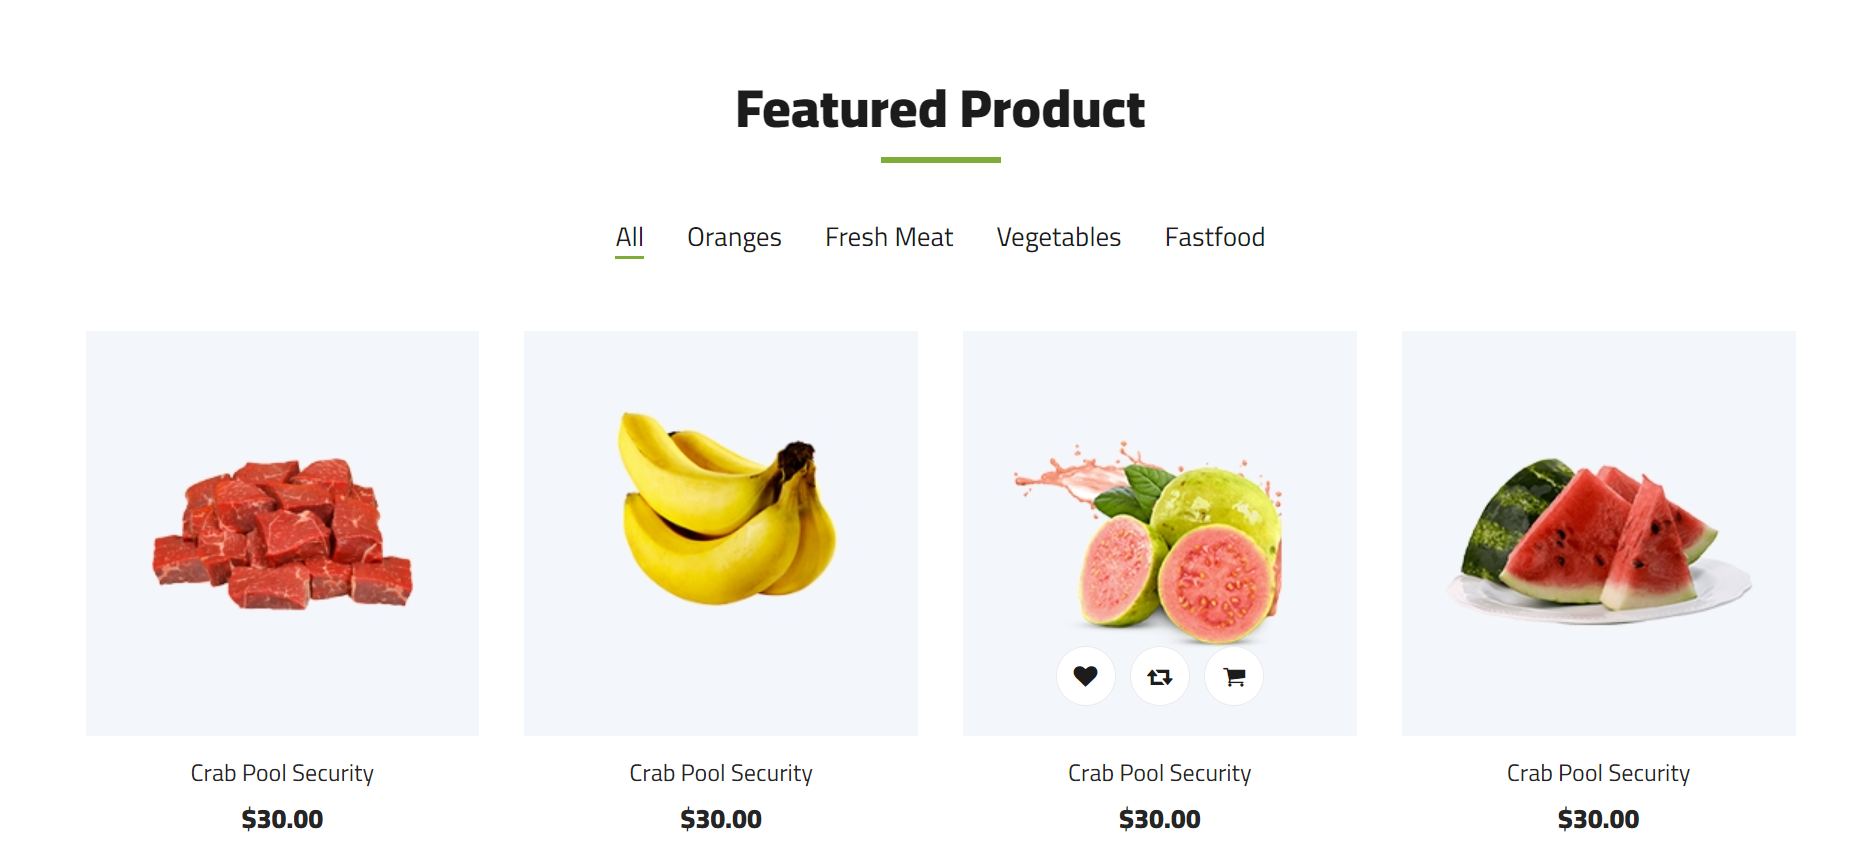 Featured Product
All Oranges Fresh Meat Vegetables Fastfood
Crab Pool Security Crab Pool Security Crab Pool Security Crab Pool Security
$30.00 $30.00 $30.00 $30.00